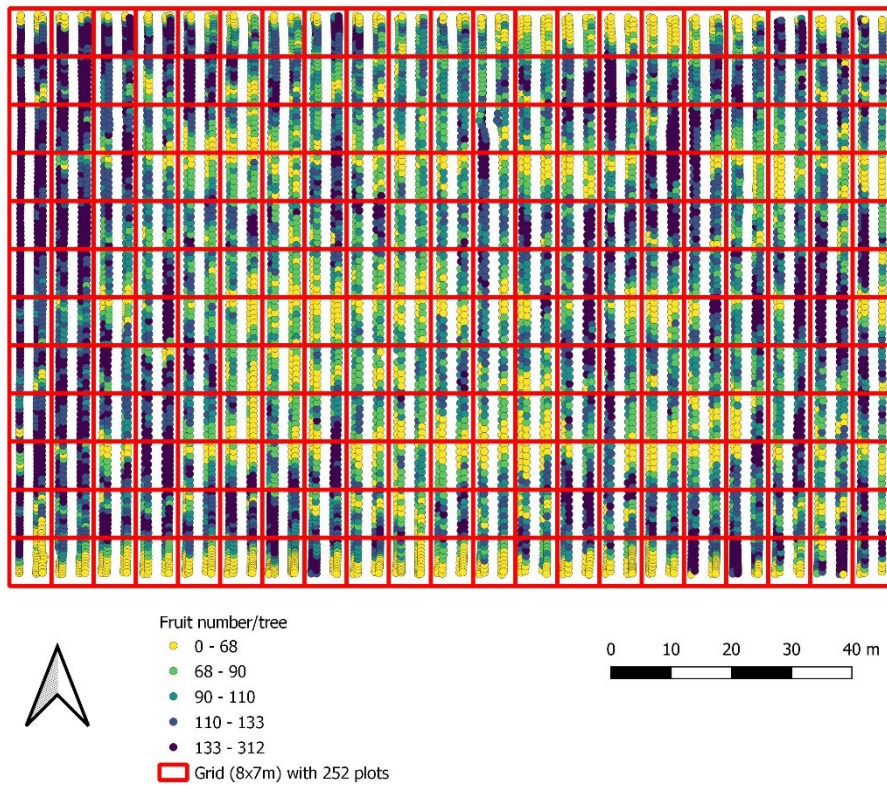 Fruit number/tree
0 - 68
68 - 90
90 - 110
110 - 133
133 - 312
Grid (8x7m) with 252 plots
0 10 20 30 40 m